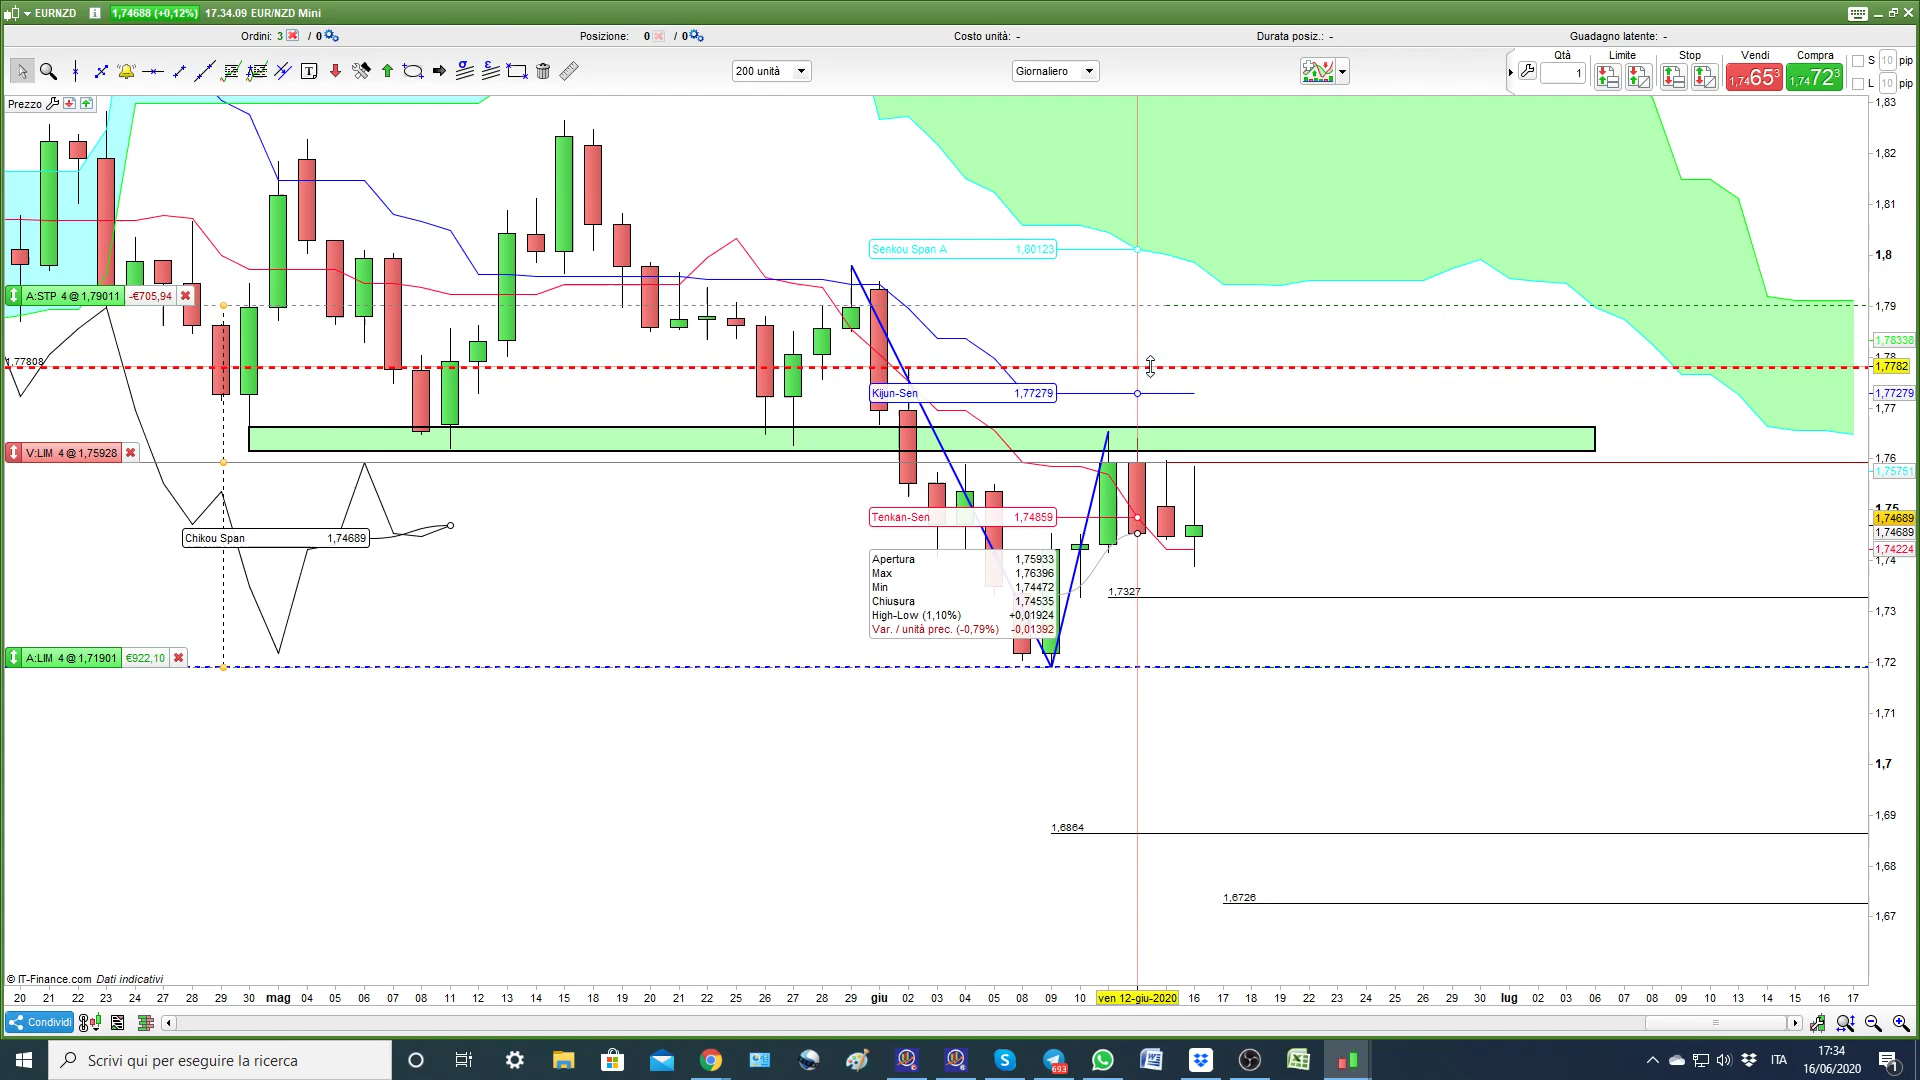 EURNZD 1,74688 (+0,12%) 17.34.09 EUR/NZD Mini
Ordini: 3 / 0 Posizione: 0 / 0 Costo unità: - Durata posiz.: - Guadagno latente: -
200 unità Giornaliero Qtà 1 Limite Stop Vendi 1,74653 Compra 1,74723 S 10 pip
L 10 pip
Prezzo
1,83
1,82
1,81
Senkou Span A 1,80123
1,8
A:STP 4 @ 1,79011 -€705,94
1,79
1,78338
1,78
1,77808
1,7782
Kijun-Sen 1,77279
1,77279
1,77
V:LIM 4 @ 1,75928
1,76
1,75751
1,75
Tenkan-Sen 1,74859
1,74689
Chikou Span 1,74689
1,74689
1,74224
1,74
Apertura 1,75933
Max 1,76396
Min 1,74472
Chiusura 1,74535
High-Low (1,10%) +0,01924
Var. / unità prec. (-0,79%) -0,01392
1,7327
1,73
A:LIM 4 @ 1,71901 €922,10
1,72
1,71
1,7
1,69
1,6864
1,68
1,6726
1,67
© IT-Finance.com Dati indicativi
20 21 22 23 24 27 28 29 30 mag 04 05 06 07 08 11 12 13 14 15 18 19 20 21 22 25 26 27 28 29 giu 02 03 04 05 08 09 10 ven 12-giu-2020 16 17 18 19 22 23 24 25 26 29 30 lug 02 03 06 07 08 09 10 13 14 15 16 17
Condividi
Scrivi qui per eseguire la ricerca
693
ITA
17:34
16/06/2020
1